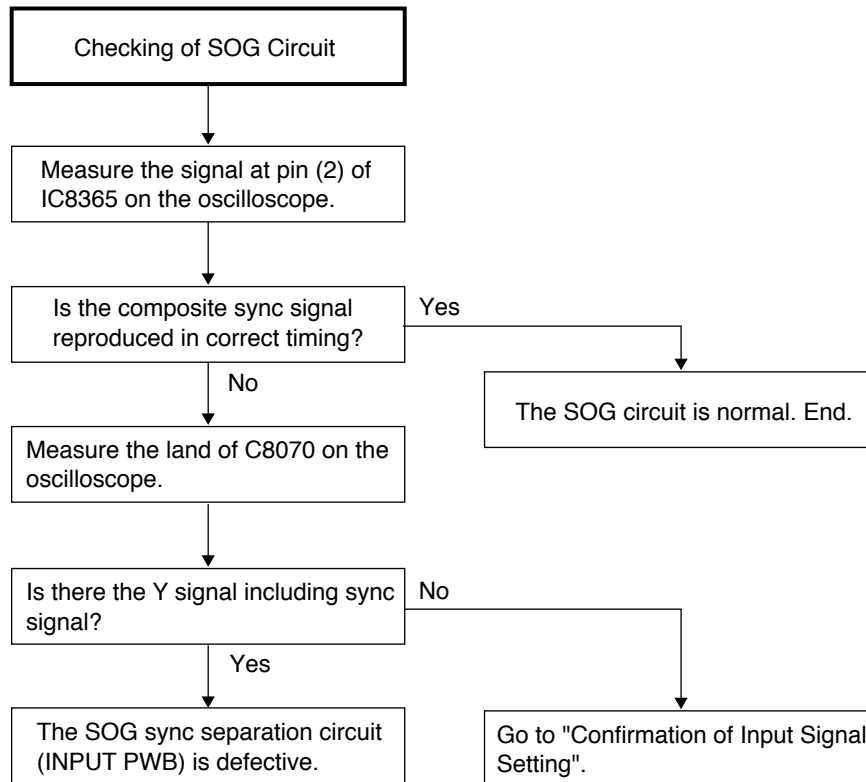 Checking of SOG Circuit
Measure the signal at pin (2) of
IC8365 on the oscilloscope.
Is the composite sync signal
reproduced in correct timing?
Yes
No
The SOG circuit is normal. End.
Measure the land of C8070 on the
oscilloscope.
Is there the Y signal including sync
signal?
No
Yes
The SOG sync separation circuit
(INPUT PWB) is defective.
Go to "Confirmation of Input Signal
Setting".